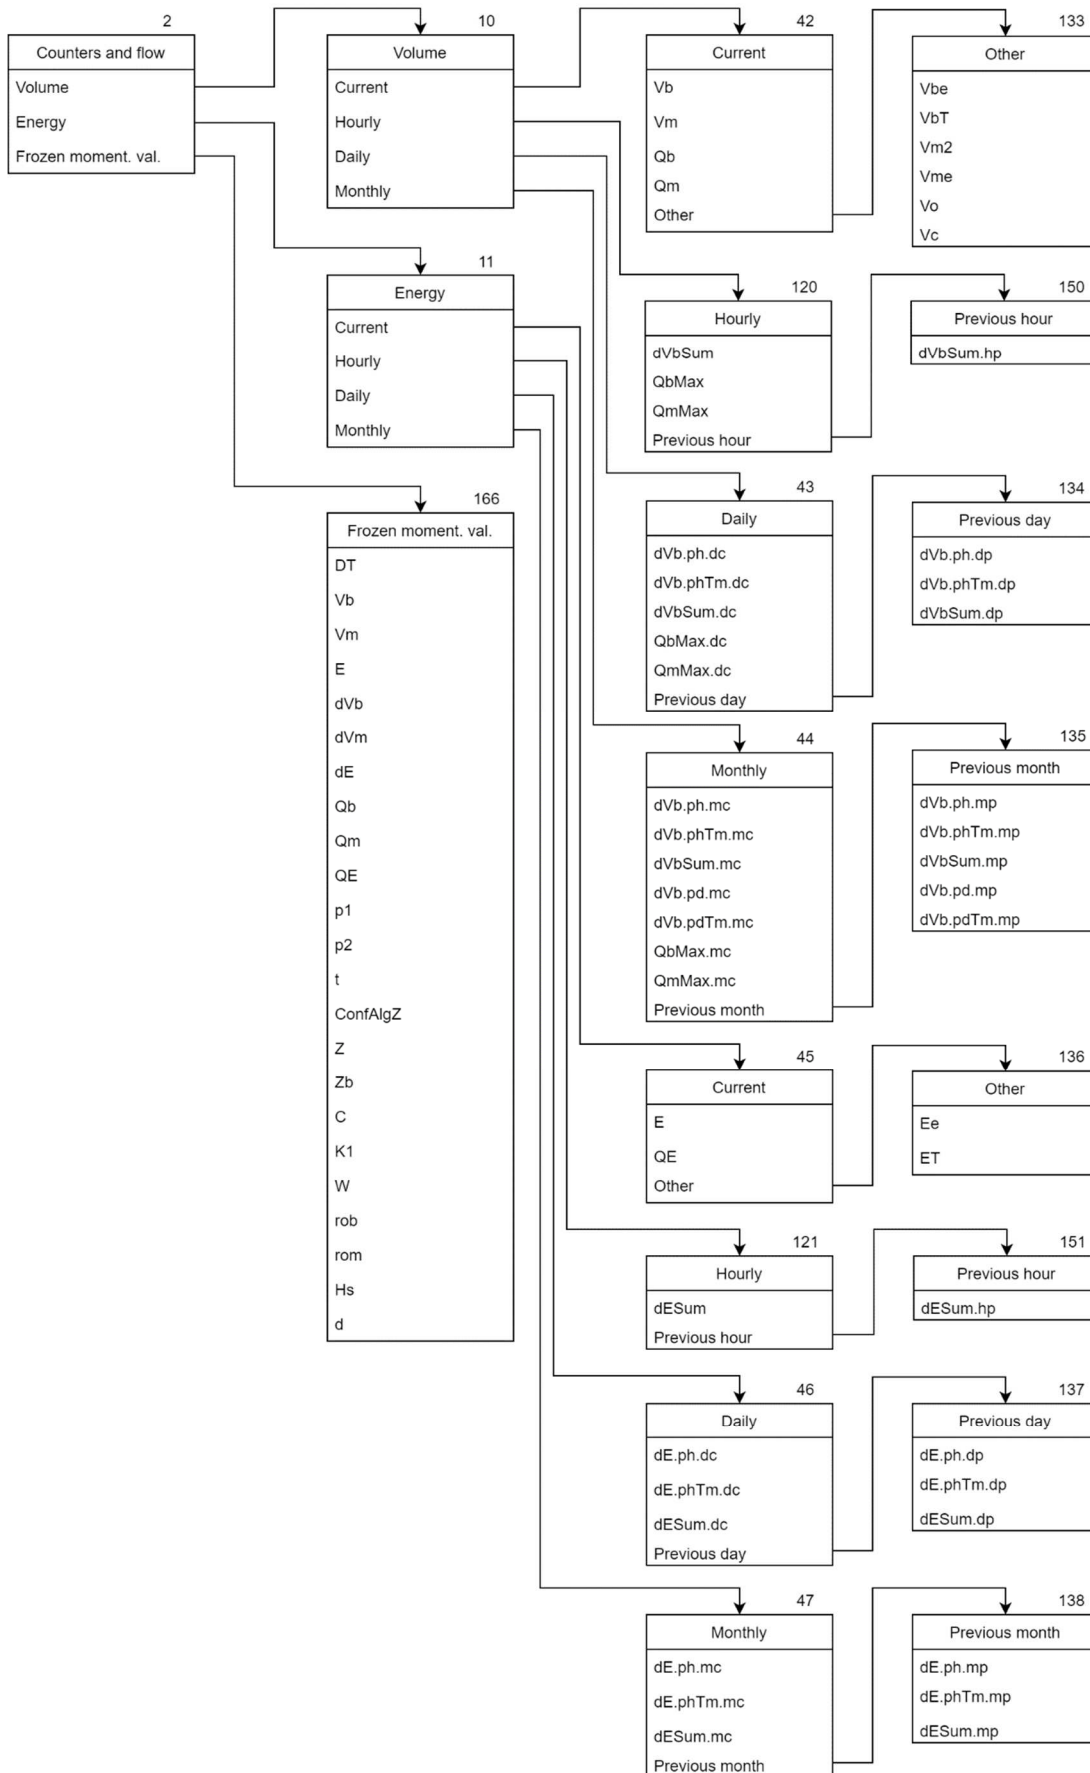 2
Counters and flow
Volume
Energy
Frozen moment. val.
10
Volume
Current
Hourly
Daily
Monthly
11
Energy
Current
Hourly
Daily
Monthly
166
Frozen moment. val.
DT
Vb
Vm
E
dVb
dVm
dE
Qb
Qm
QE
p1
p2
t
ConfAlgZ
Z
Zb
C
K1
W
rob
rom
Hs
d
42
Current
Vb
Vm
Qb
Qm
Other
133
Other
Vbe
VbT
Vm2
Vme
Vo
Vc
120
Hourly
dVbSum
QbMax
QmMax
Previous hour
150
Previous hour
dVbSum.hp
43
Daily
dVb.ph.dc
dVb.phTm.dc
dVbSum.dc
QbMax.dc
QmMax.dc
Previous day
134
Previous day
dVb.ph.dp
dVb.phTm.dp
dVbSum.dp
44
Monthly
dVb.ph.mc
dVb.phTm.mc
dVbSum.mc
dVb.pd.mc
dVb.pdTm.mc
QbMax.mc
QmMax.mc
Previous month
135
Previous month
dVb.ph.mp
dVb.phTm.mp
dVbSum.mp
dVb.pd.mp
dVb.pdTm.mp
45
Current
E
QE
Other
136
Other
Ee
ET
121
Hourly
dESum
Previous hour
151
Previous hour
dESum.hp
46
Daily
dE.ph.dc
dE.phTm.dc
dESum.dc
Previous day
137
Previous day
dE.ph.dp
dE.phTm.dp
dESum.dp
47
Monthly
dE.ph.mc
dE.phTm.mc
dESum.mc
Previous month
138
Previous month
dE.ph.mp
dE.phTm.mp
dESum.mp